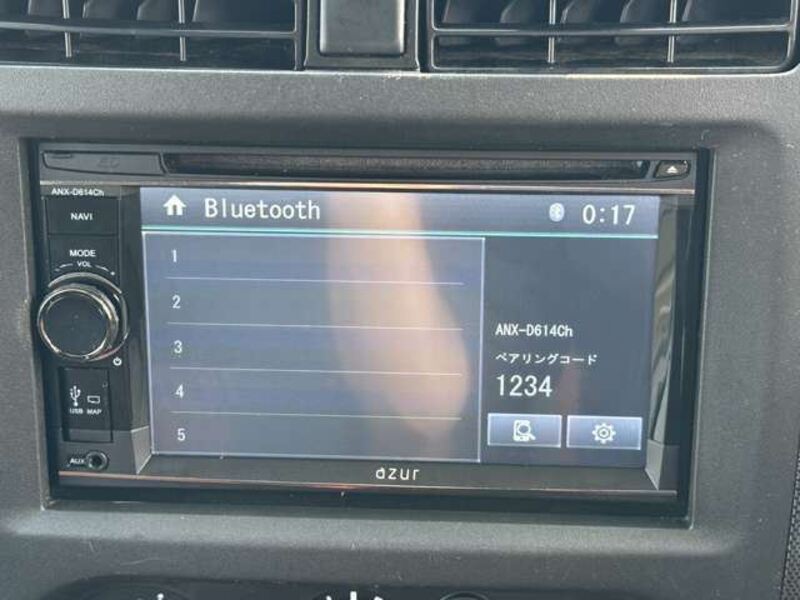 ANX-D614Ch
NAVI
MODE
VOL
USB MAP
AUX
Bluetooth
0:17
1
2
3
4
5
ANX-D614Ch
ペアリングコード
1234
azur